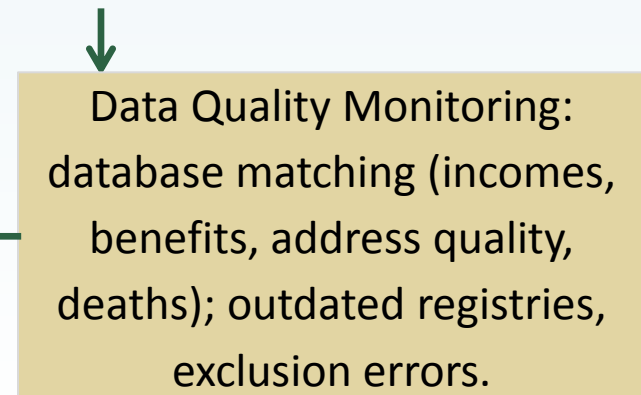 Data Quality Monitoring:
database matching (incomes,
benefits, address quality,
deaths); outdated registries,
exclusion errors.